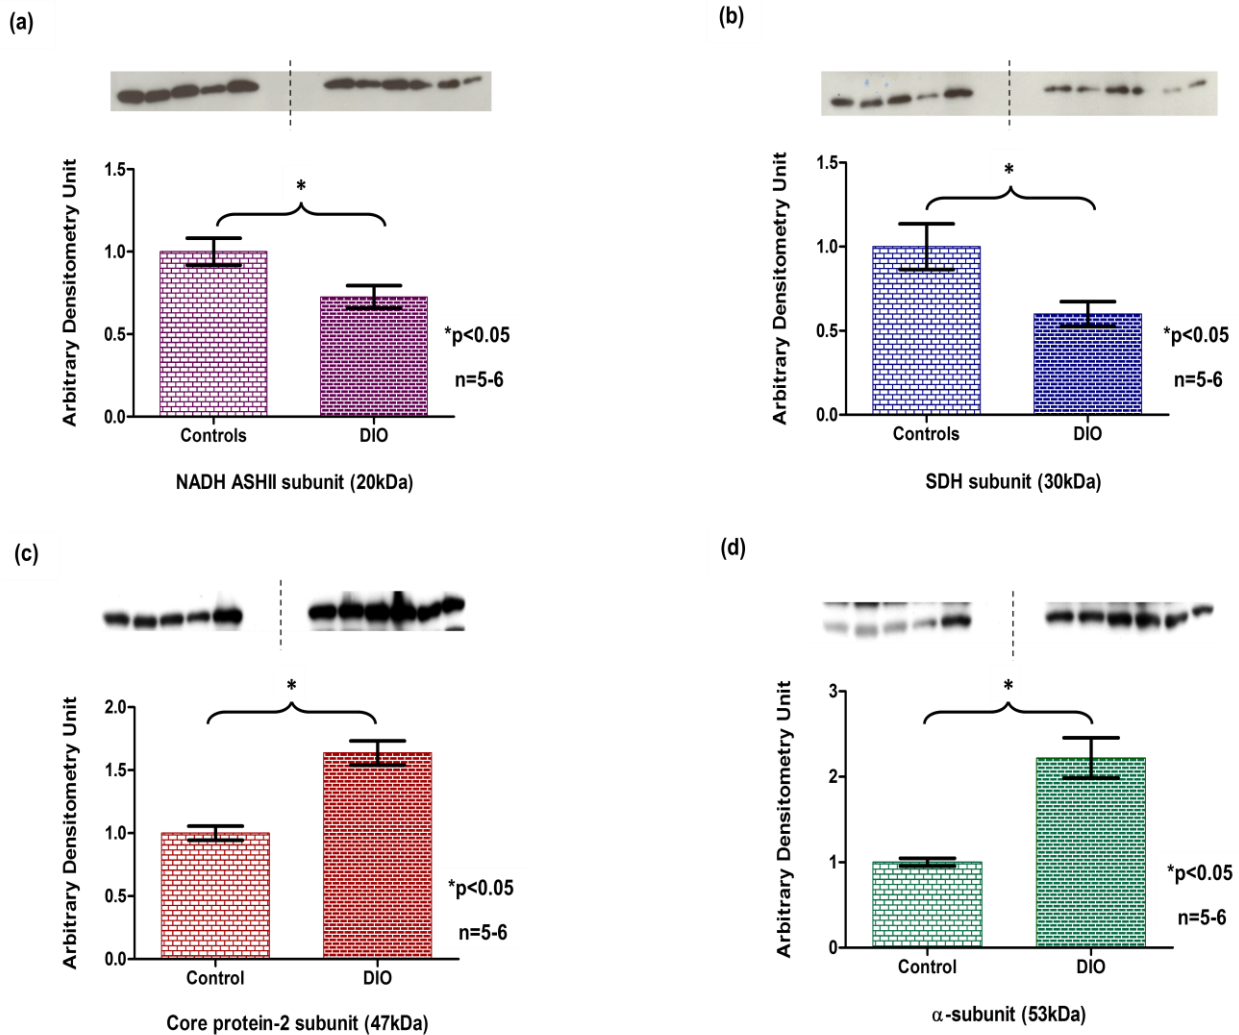 (a)
*
Arbitrary Densitometry Unit
1.5
1.0
0.5
0.0
Controls
DIO
*p<0.05
n=5-6
NADH ASHII subunit (20kDa)
(b)
*
Arbitrary Densitometry Unit
1.5
1.0
0.5
0.0
Controls
DIO
*p<0.05
n=5-6
SDH subunit (30kDa)
(c)
*
Arbitrary Densitometry Unit
2.0
1.5
1.0
0.5
0.0
Control
DIO
*p<0.05
n=5-6
Core protein-2 subunit (47kDa)
(d)
*
Arbitrary Densitometry Unit
3
2
1
0
Control
DIO
*p<0.05
n=5-6
α-subunit (53kDa)